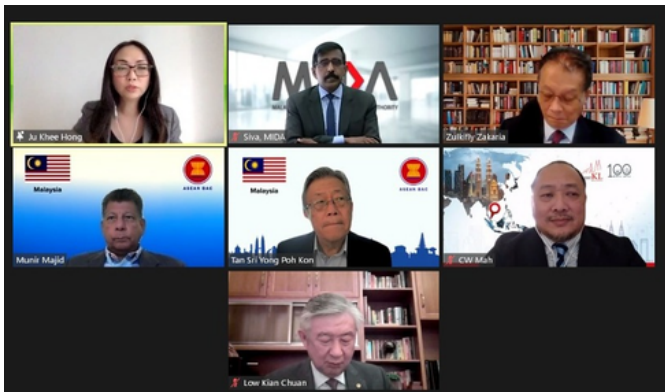 Ju Khee Hong
MIDA
Siva, MIDA
Zulkifly Zakaria
Malaysia
ASEAN BAC
Munir Majid
Malaysia
ASEAN BAC
Tan Sri Yong Poh Kon
KL
100
CW Mah
Low Kian Chuan